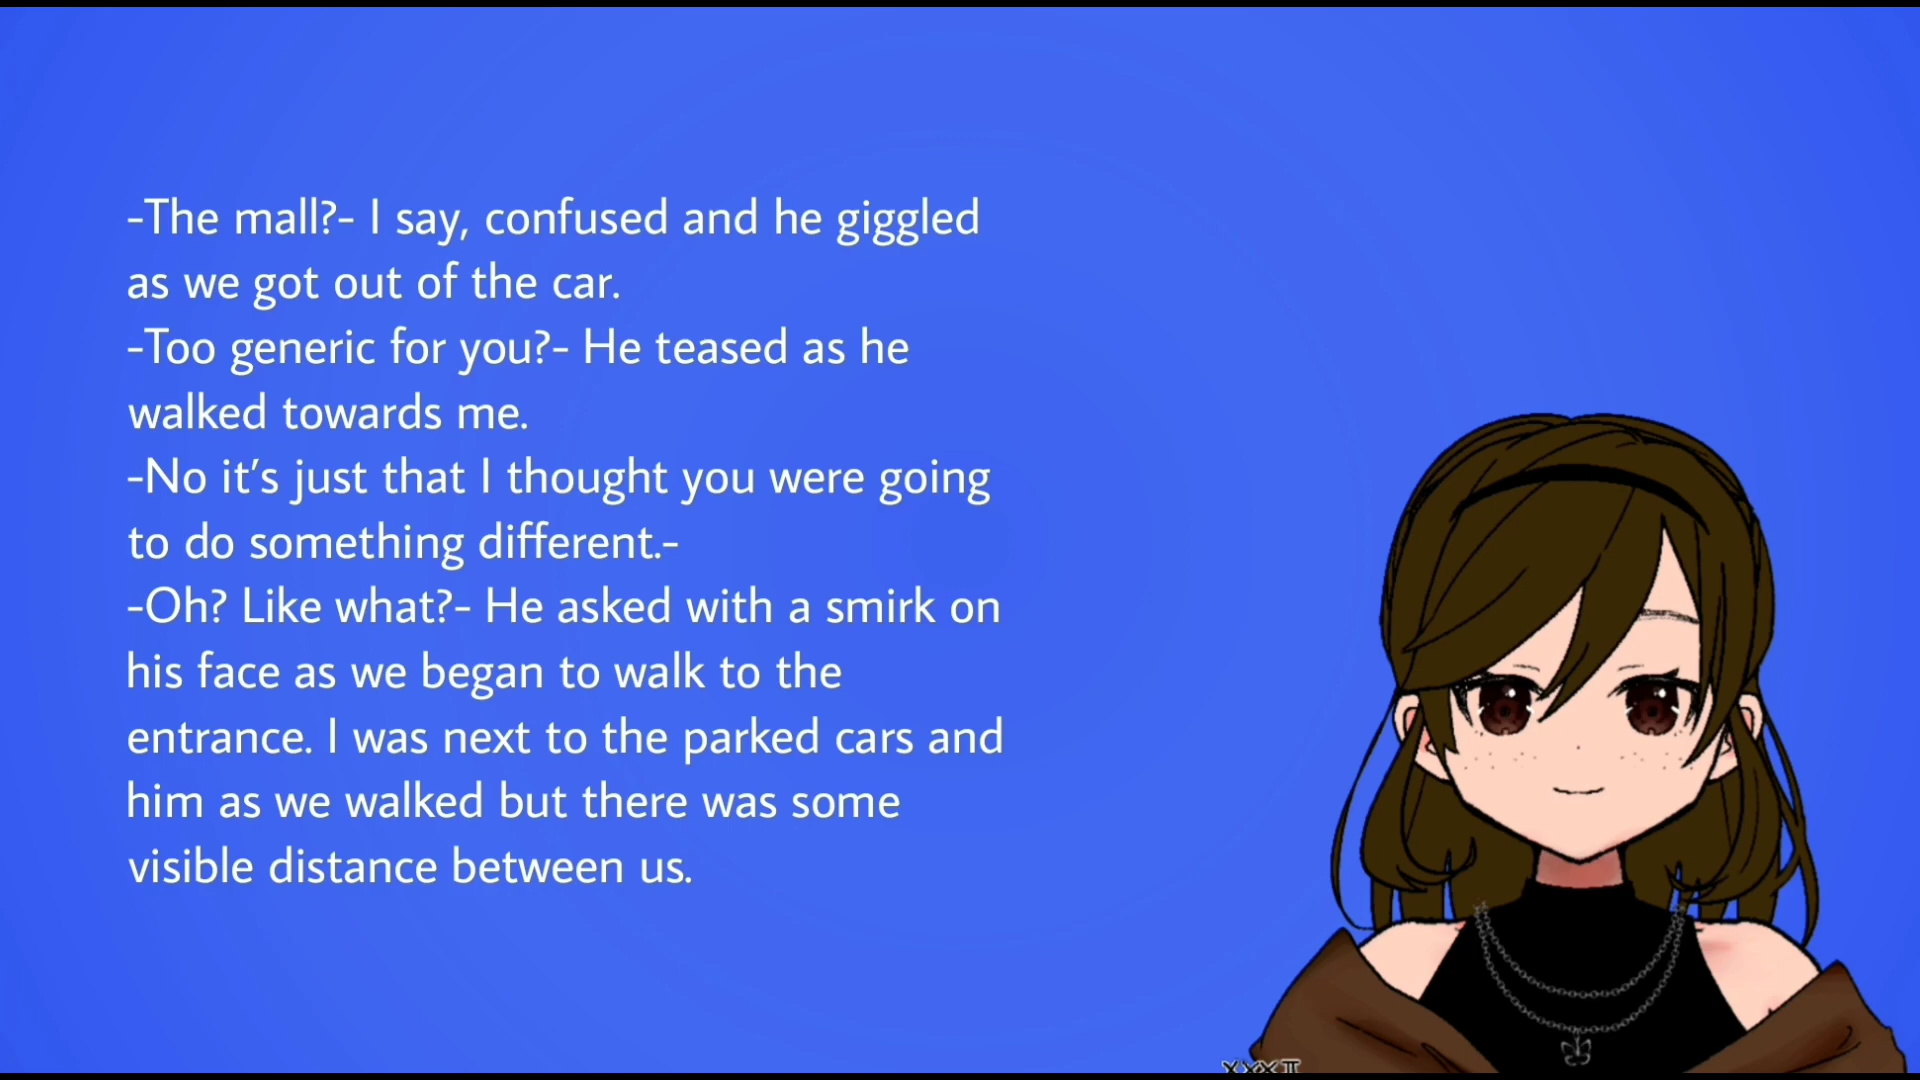 -The mall?- I say, confused and he giggled
as we got out of the car.
-Too generic for you?- He teased as he
walked towards me.
-No it's just that I thought you were going
to do something different.-
-Oh? Like what?- He asked with a smirk on
his face as we began to walk to the
entrance. I was next to the parked cars and
him as we walked but there was some
visible distance between us.